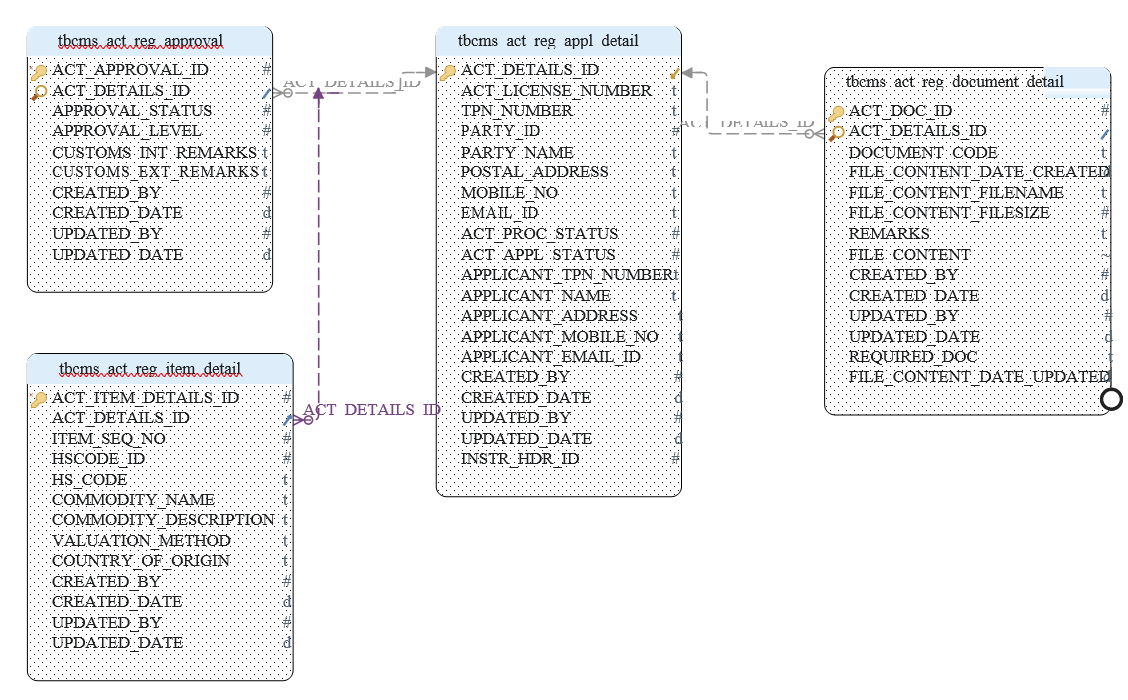 tbcms_act_reg_approval
ACT_APPROVAL_ID #
ACT_DETAILS_ID
APPROVAL_STATUS #
APPROVAL_LEVEL #
CUSTOMS_INT_REMARKS t
CUSTOMS_EXT_REMARKS t
CREATED_BY #
CREATED_DATE d
UPDATED_BY #
UPDATED_DATE d
ACT_DETAILS_ID
tbcms_act_reg_item_detail
ACT_ITEM_DETAILS_ID #
ACT_DETAILS_ID
ITEM_SEQ_NO #
HSCODE_ID #
HS_CODE t
COMMODITY_NAME t
COMMODITY_DESCRIPTION t
VALUATION_METHOD t
COUNTRY_OF_ORIGIN t
CREATED_BY #
CREATED_DATE d
UPDATED_BY #
UPDATED_DATE d
ACT_DETAILS_ID
tbcms_act_reg_appl_detail
ACT_DETAILS_ID
ACT_LICENSE_NUMBER t
TPN_NUMBER t
PARTY_ID #
PARTY_NAME t
POSTAL_ADDRESS t
MOBILE_NO t
EMAIL_ID t
ACT_PROC_STATUS #
ACT_APPL_STATUS #
APPLICANT_TPN_NUMBER t
APPLICANT_NAME t
APPLICANT_ADDRESS t
APPLICANT_MOBILE_NO t
APPLICANT_EMAIL_ID t
CREATED_BY #
CREATED_DATE d
UPDATED_BY #
UPDATED_DATE d
INSTR_HDR_ID #
ACT_DETAILS_ID
tbcms_act_reg_document_detail
ACT_DOC_ID #
ACT_DETAILS_ID
DOCUMENT_CODE t
FILE_CONTENT_DATE_CREATED d
FILE_CONTENT_FILENAME t
FILE_CONTENT_FILESIZE #
REMARKS t
FILE_CONTENT ~
CREATED_BY #
CREATED_DATE d
UPDATED_BY #
UPDATED_DATE d
REQUIRED_DOC t
FILE_CONTENT_DATE_UPDATED d